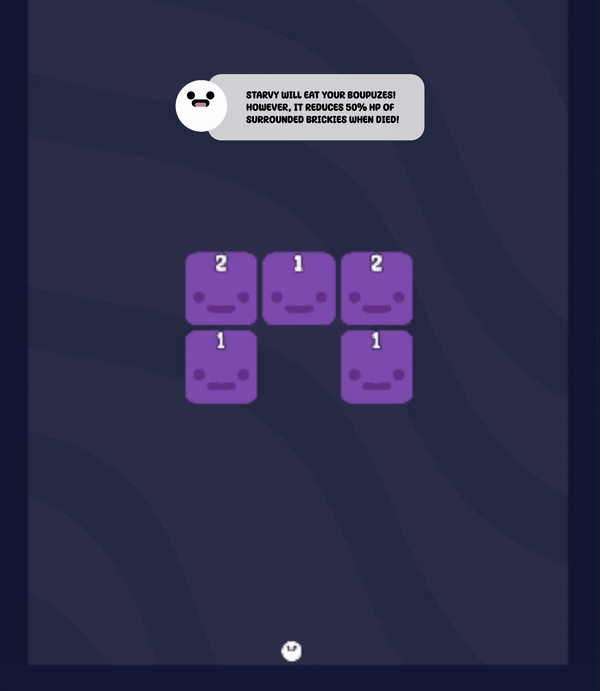 STARVY WILL EAT YOUR BOUPUZES!
HOWEVER, IT REDUCES 50% HP OF
SURROUNDED BRICKIES WHEN DIED!
2 1 2
1 1